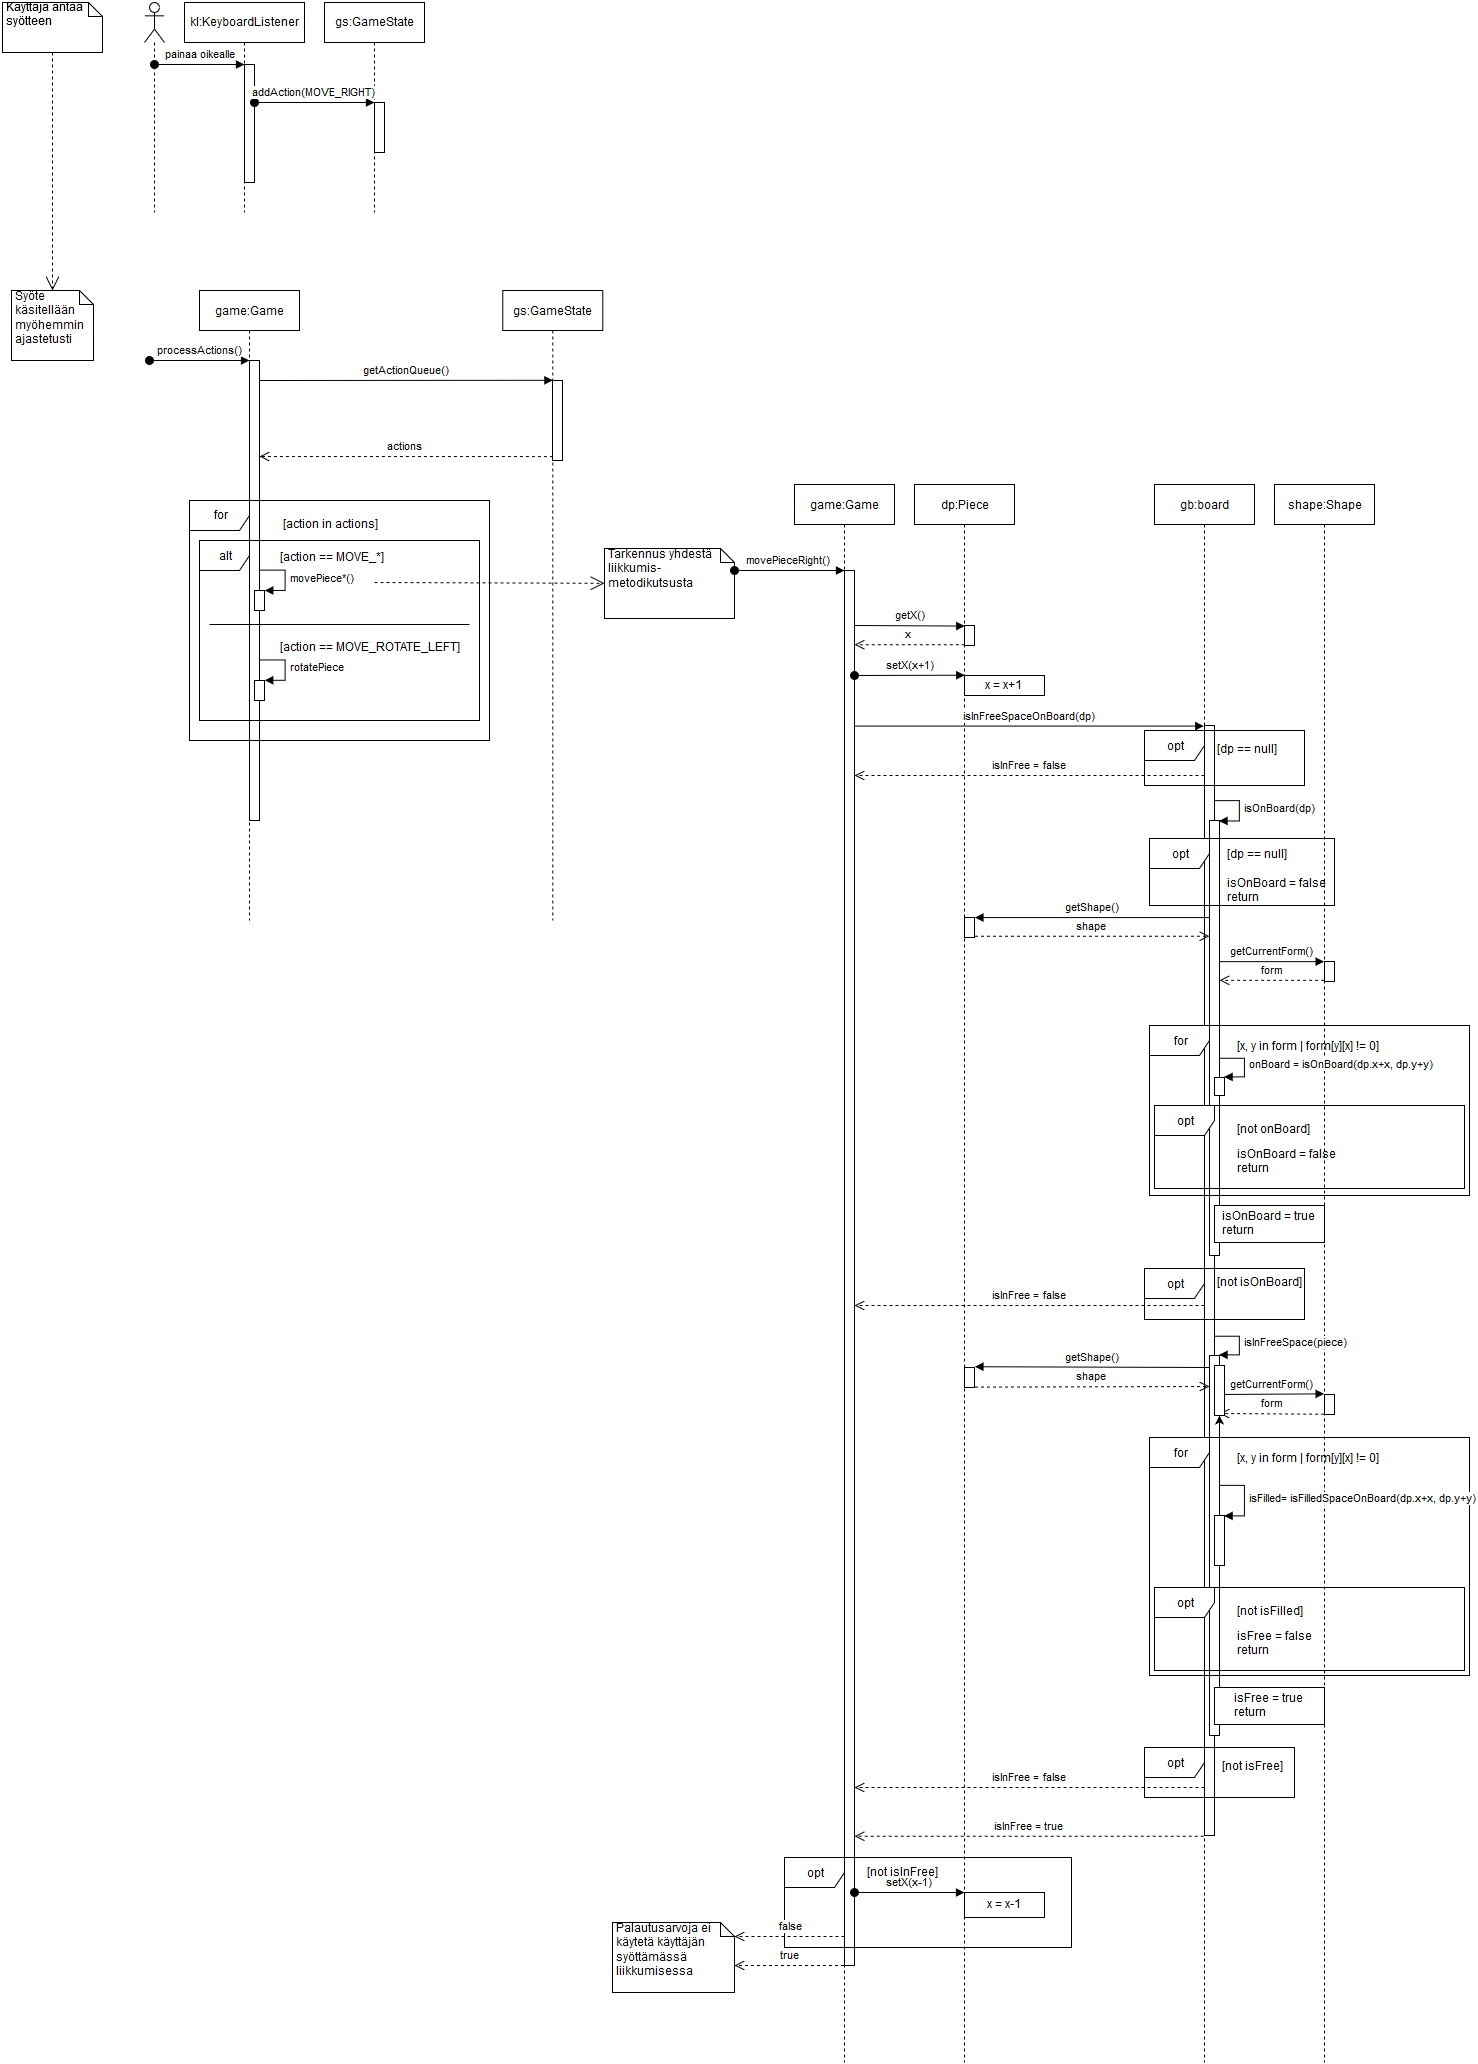 Käyttäjä antaa
syötteen
kl:KeyboardListener
gs:GameState
painaa oikealle
addAction(MOVE_RIGHT)
Syöte
käsitellään
myöhemmin
ajastetusti
game:Game
gs:GameState
processActions()
getActionQueue()
actions
for
[action in actions]
alt
[action == MOVE_*]
movePiece*()
[action == MOVE_ROTATE_LEFT]
rotatePiece
Tarkennus yhdestä
liikkumis-
metodikutsusta
game:Game
dp:Piece
gb:board
shape:Shape
movePieceRight()
getX()
x
setX(x+1)
x = x+1
isInFreeSpaceOnBoard(dp)
opt
[dp == null]
isInFree = false
isOnBoard(dp)
opt
[dp == null]
isOnBoard = false
return
getShape()
shape
getCurrentForm()
form
for
[x, y in form | form[y][x] != 0]
onBoard = isOnBoard(dp.x+x, dp.y+y)
opt
[not onBoard]
isOnBoard = false
return
isOnBoard = true
return
opt
[not isOnBoard]
isInFree = false
isInFreeSpace(piece)
getShape()
shape
getCurrentForm()
form
for
[x, y in form | form[y][x] != 0]
isFilled= isFilledSpaceOnBoard(dp.x+x, dp.y+y)
opt
[not isFilled]
isFree = false
return
isFree = true
return
opt
[not isFree]
isInFree = false
isInFree = true
opt
[not isInFree]
setX(x-1)
x = x-1
false
true
Palautusarvoja ei
käytetä käyttäjän
syöttämässä
liikkumisessa